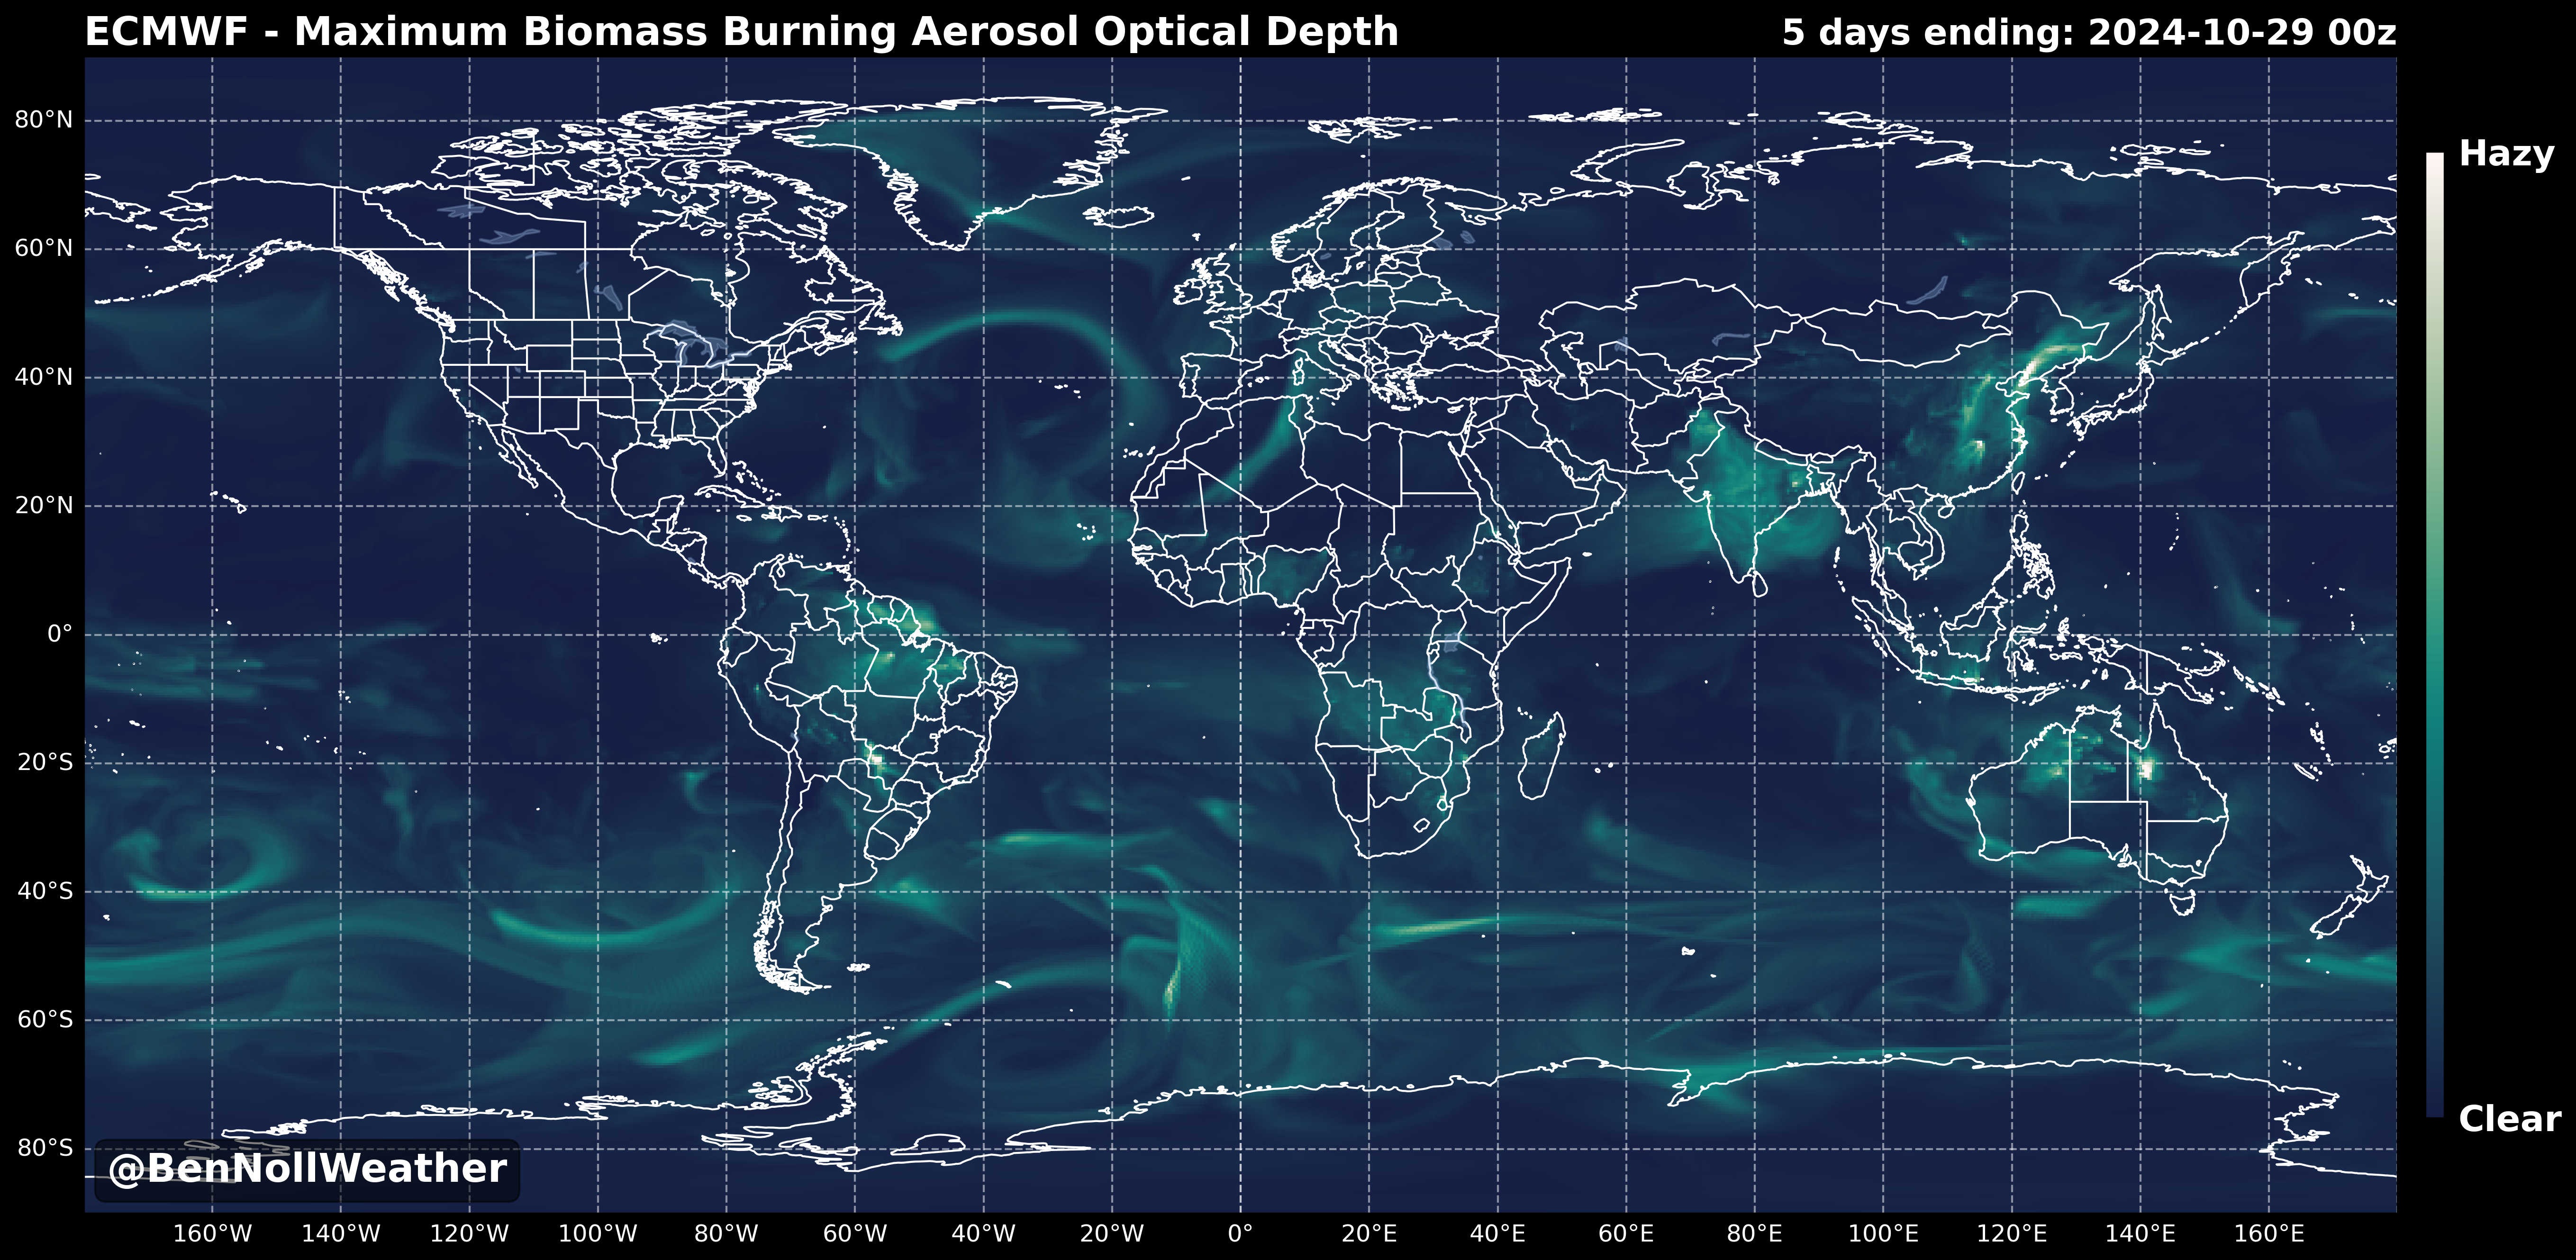 ECMWF - Maximum Biomass Burning Aerosol Optical Depth
5 days ending: 2024-10-29 00z
80°N
60°N
40°N
20°N
0°
20°S
40°S
60°S
80°S
Hazy
Clear
@BenNollWeather
160°W 140°W 120°W 100°W 80°W 60°W 40°W 20°W 0° 20°E 40°E 60°E 80°E 100°E 120°E 140°E 160°E